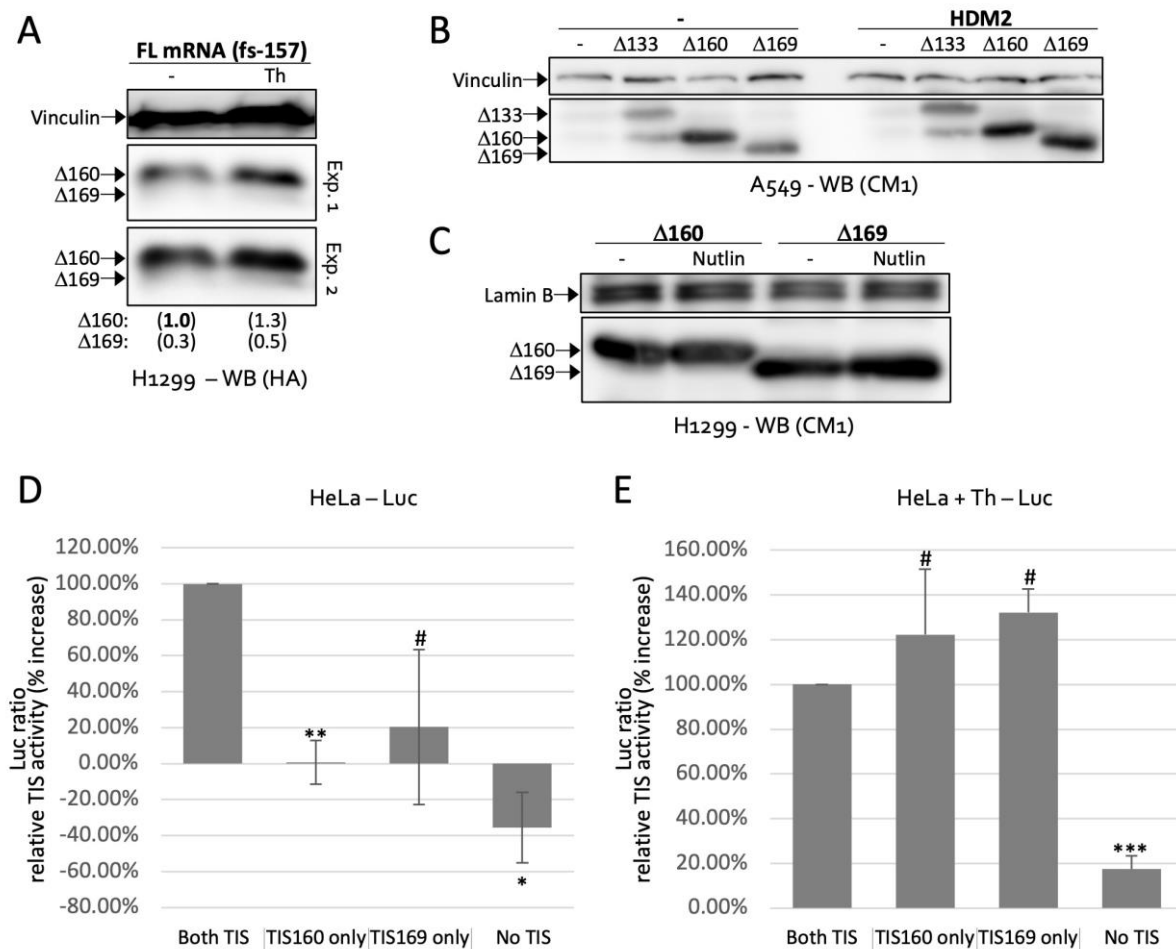 A
FL mRNA (fs-157)
- Th
Vinculin
Δ160
Δ169
Exp. 1
Δ160
Δ169
Exp. 2
Δ160: (1.0) (1.3)
Δ169: (0.3) (0.5)
H1299 – WB (HA)
B
- HDM2
- Δ133 Δ160 Δ169 - Δ133 Δ160 Δ169
Vinculin
Δ133
Δ160
Δ169
A549 - WB (CM1)
C
Δ160 Δ169
- Nutlin - Nutlin
Lamin B
Δ160
Δ169
H1299 - WB (CM1)
D
HeLa – Luc
Luc ratio
relative TIS activity (% increase)
120.00%
100.00%
80.00%
60.00%
40.00%
20.00%
0.00%
-20.00%
-40.00%
-60.00%
-80.00%
**
#
*
Both TIS TIS160 only TIS169 only No TIS
E
HeLa + Th – Luc
Luc ratio
relative TIS activity (% increase)
160.00%
140.00%
120.00%
100.00%
80.00%
60.00%
40.00%
20.00%
0.00%
#
#
***
Both TIS TIS160 only TIS169 only No TIS